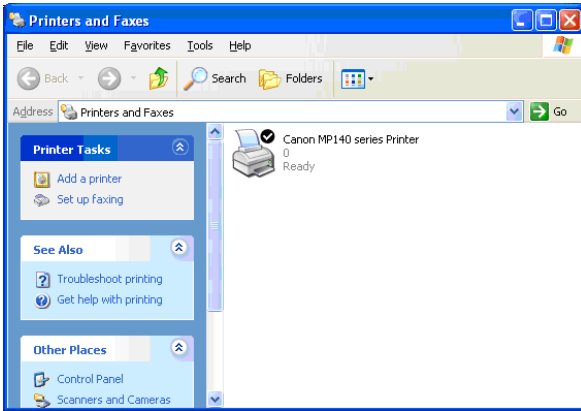 Printers and Faxes
File Edit View Favorites Tools Help
Back Search Folders
Address Printers and Faxes Go
Printer Tasks
Add a printer
Set up faxing
See Also
Troubleshoot printing
Get help with printing
Other Places
Control Panel
Scanners and Cameras
Canon MP140 series Printer
0
Ready